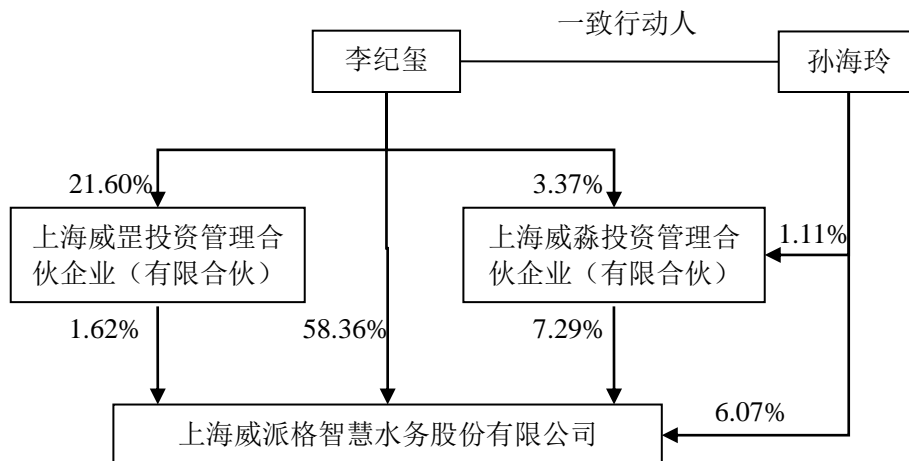 一致行动人
李纪玺
孙海玲
21.60%
3.37%
上海威罡投资管理合
伙企业（有限合伙）
上海威淼投资管理合
伙企业（有限合伙）
1.11%
1.62%
58.36%
7.29%
6.07%
上海威派格智慧水务股份有限公司